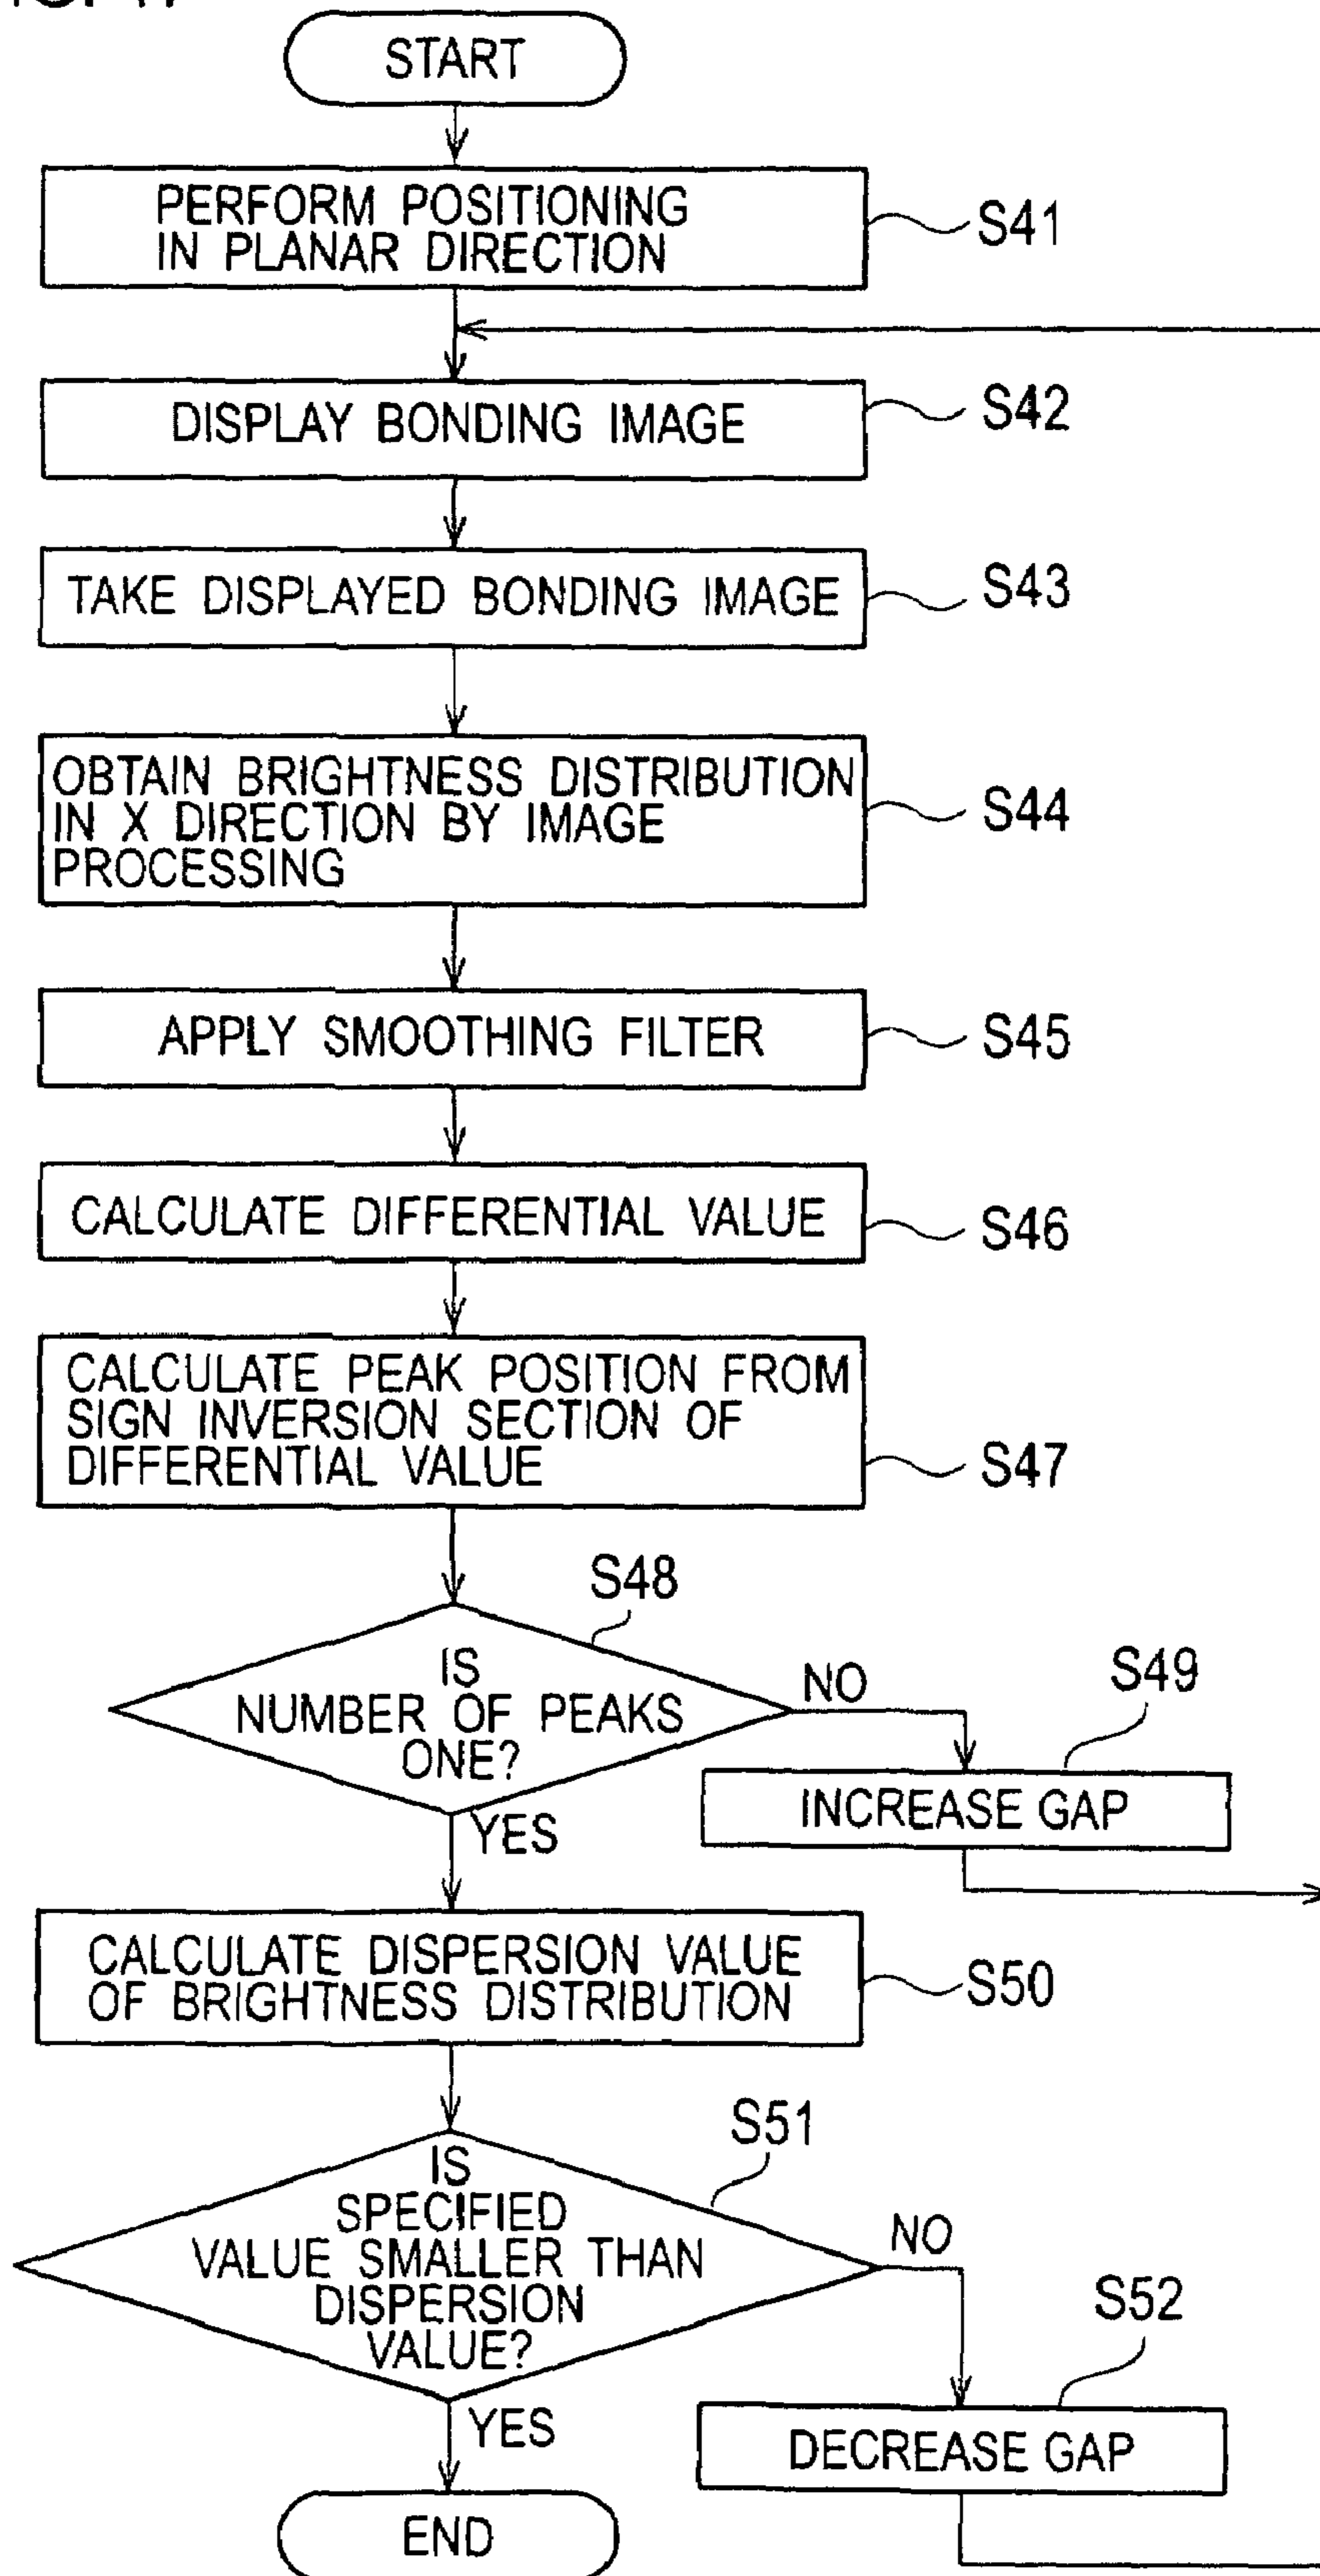 START
PERFORM POSITIONING
IN PLANAR DIRECTION
S41
DISPLAY BONDING IMAGE
S42
TAKE DISPLAYED BONDING IMAGE
S43
OBTAIN BRIGHTNESS DISTRIBUTION
IN X DIRECTION BY IMAGE
PROCESSING
S44
APPLY SMOOTHING FILTER
S45
CALCULATE DIFFERENTIAL VALUE
S46
CALCULATE PEAK POSITION FROM
SIGN INVERSION SECTION OF
DIFFERENTIAL VALUE
S47
S48
IS
NUMBER OF PEAKS
ONE?
NO
S49
INCREASE GAP
YES
CALCULATE DISPERSION VALUE
OF BRIGHTNESS DISTRIBUTION
S50
S51
IS
SPECIFIED
VALUE SMALLER THAN
DISPERSION
VALUE?
NO
S52
DECREASE GAP
YES
END